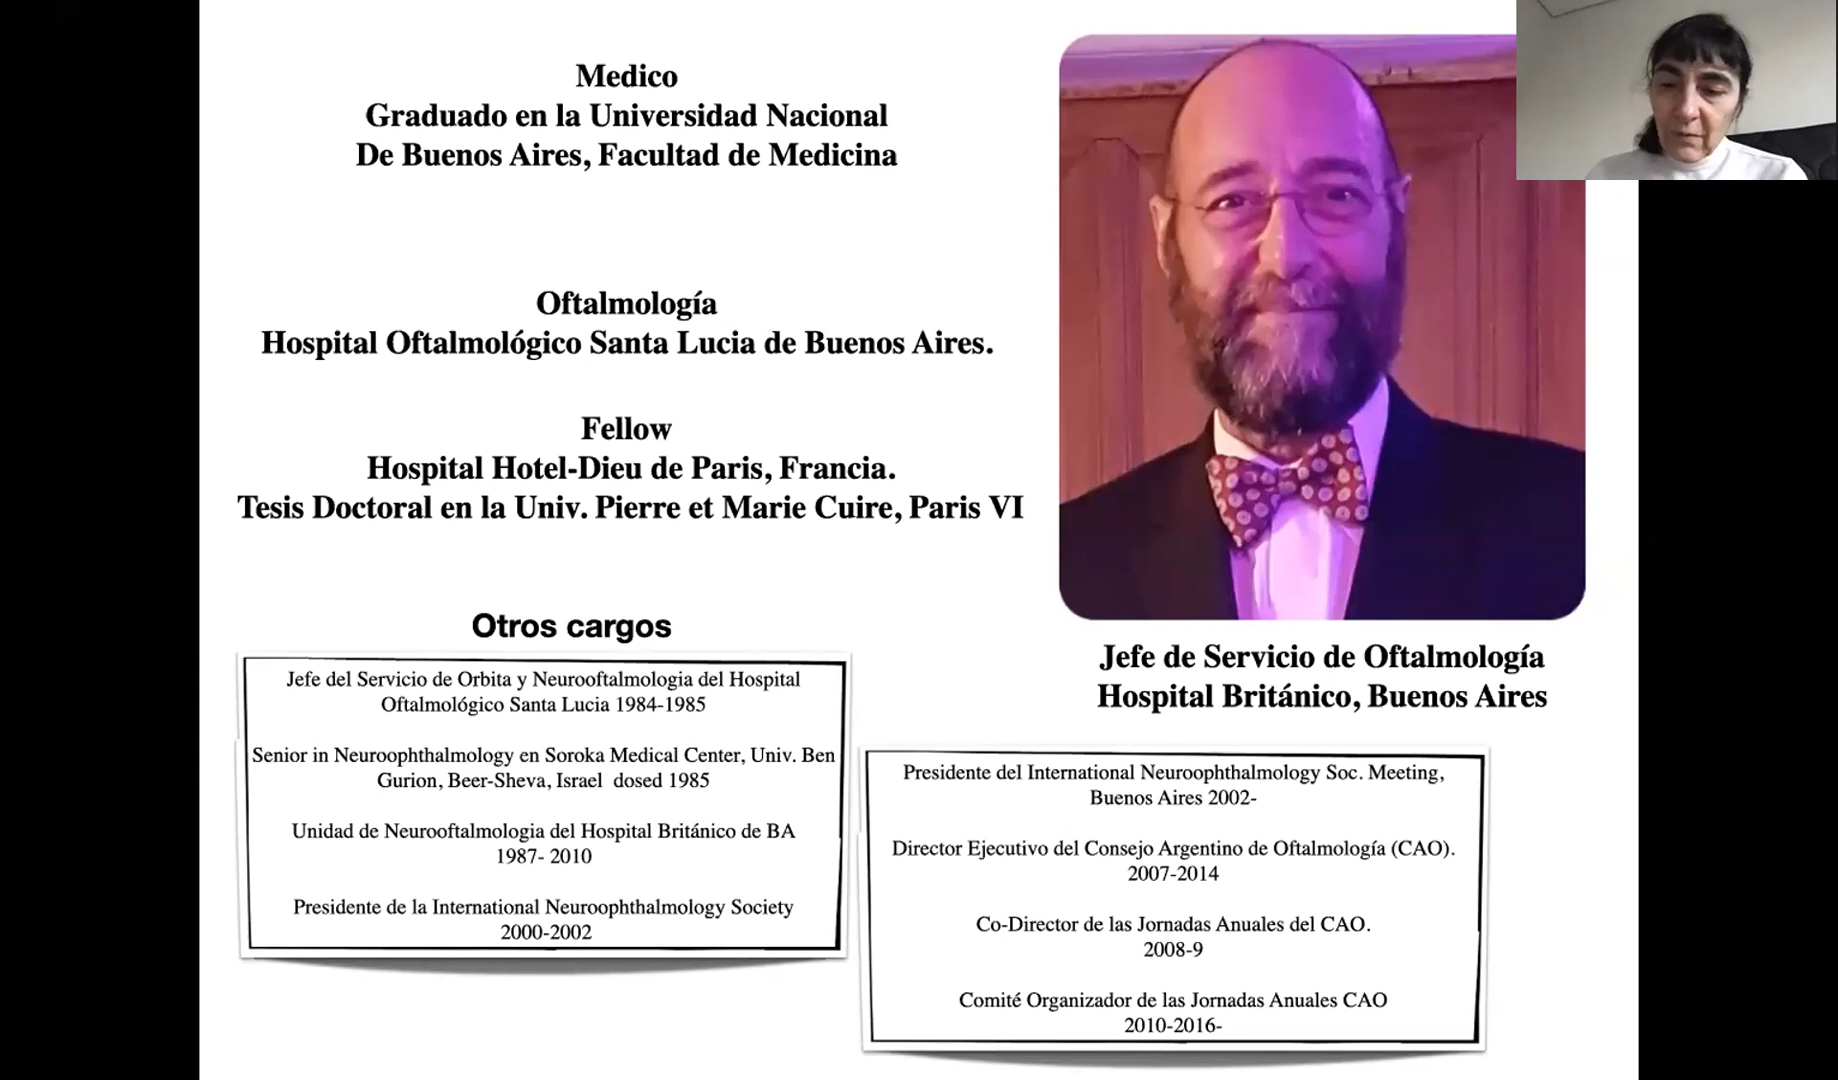 Medico
Graduado en la Universidad Nacional
De Buenos Aires, Facultad de Medicina
Oftalmología
Hospital Oftalmológico Santa Lucia de Buenos Aires.
Fellow
Hospital Hotel-Dieu de Paris, Francia.
Tesis Doctoral en la Univ. Pierre et Marie Cuire, Paris VI
Otros cargos
Jefe del Servicio de Orbita y Neurooftalmologia del Hospital
Oftalmológico Santa Lucia 1984-1985
Senior in Neuroophthalmology en Soroka Medical Center, Univ. Ben
Gurion, Beer-Sheva, Israel dosed 1985
Unidad de Neurooftalmologia del Hospital Británico de BA
1987- 2010
Presidente de la International Neuroophthalmology Society
2000-2002
Jefe de Servicio de Oftalmología
Hospital Británico, Buenos Aires
Presidente del International Neuroophthalmology Soc. Meeting,
Buenos Aires 2002-
Director Ejecutivo del Consejo Argentino de Oftalmología (CAO).
2007-2014
Co-Director de las Jornadas Anuales del CAO.
2008-9
Comité Organizador de las Jornadas Anuales CAO
2010-2016-